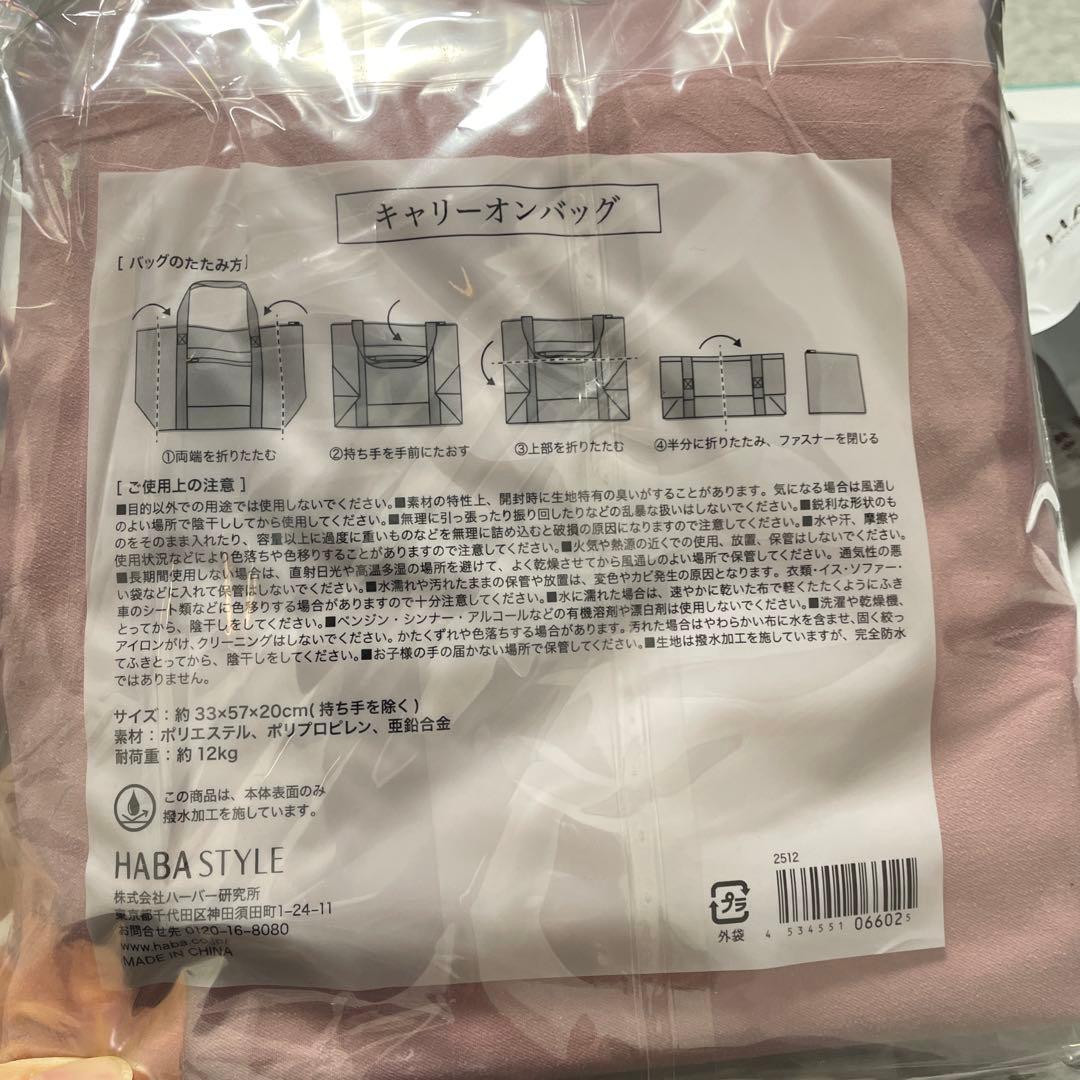 キャリーオンバッグ
[ バッグのたたみ方 ]
①両端を折りたたむ
②持ち手を手前にたおす
③上部を折りたたむ
④半分に折りたたみ、ファスナーを閉じる
[ ご使用上の注意 ]
■目的以外での用途では使用しないでください。■素材の特性上、開封時に生地特有の臭いがすることがあります。気になる場合は風通し
のよい場所で陰干ししてから使用してください。■無理に引っ張ったり振り回したりなどの乱暴な扱いはしないでください。■鋭利な形状のも
のをそのまま入れたり、容量以上に過度に重いものなどを無理に詰め込むと破損の原因になりますので注意してください。■水や汗、摩擦や
使用状況などにより色落ちや色移りすることがありますので注意してください。■火気や熱源の近くでの使用、放置、保管はしないでください。
■長期間使用しない場合は、直射日光や高温多湿の場所を避けて、よく乾燥させてから風通しのよい場所で保管してください。通気性の悪
い袋などに入れて保管はしないでください。■水濡れや汚れたままの保管や放置は、変色やカビ発生の原因となります。衣類・イス・ソファー・
車のシート類などに色移りする場合がありますので十分注意してください。■水に濡れた場合は、速やかに乾いた布で軽くたたくようにふき
とってから、陰干しをしてください。■ベンジン・シンナー・アルコールなどの有機溶剤や漂白剤は使用しないでください。■洗濯や乾燥機、
アイロンがけ、クリーニングはしないでください。かたくずれや色落ちする場合があります。汚れた場合はやわらかい布に水を含ませ、固く絞っ
てふきとってから、陰干しをしてください。■お子様の手の届かない場所で保管してください。■生地は撥水加工を施していますが、完全防水
ではありません。
サイズ：約 33×57×20cm( 持ち手を除く )
素材：ポリエステル、ポリプロピレン、亜鉛合金
耐荷重：約 12kg
この商品は、本体表面のみ
撥水加工を施しています。
HABA STYLE
株式会社ハーバー研究所
東京都千代田区神田須田町1-24-11
お問合せ先 0120-16-8080
www.haba.co.jp/
MADE IN CHINA
プラ
外袋
2512
4 534551 066025